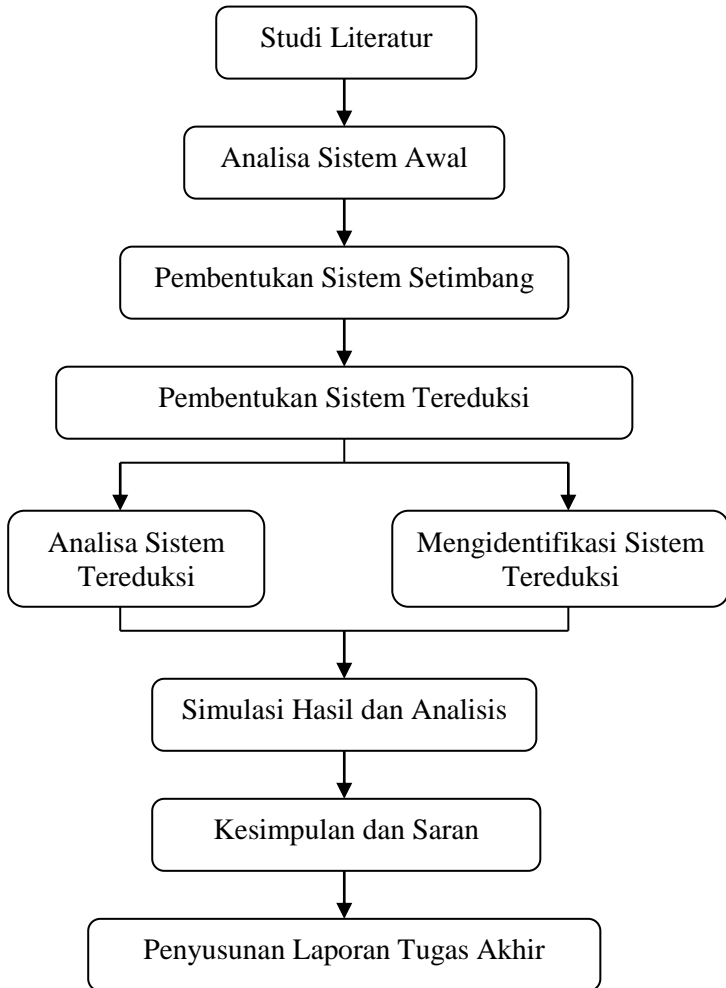 Studi Literatur
Analisa Sistem Awal
Pembentukan Sistem Setimbang
Pembentukan Sistem Tereduksi
Analisa Sistem
Tereduksi
Mengidentifikasi Sistem
Tereduksi
Simulasi Hasil dan Analisis
Kesimpulan dan Saran
Penyusunan Laporan Tugas Akhir